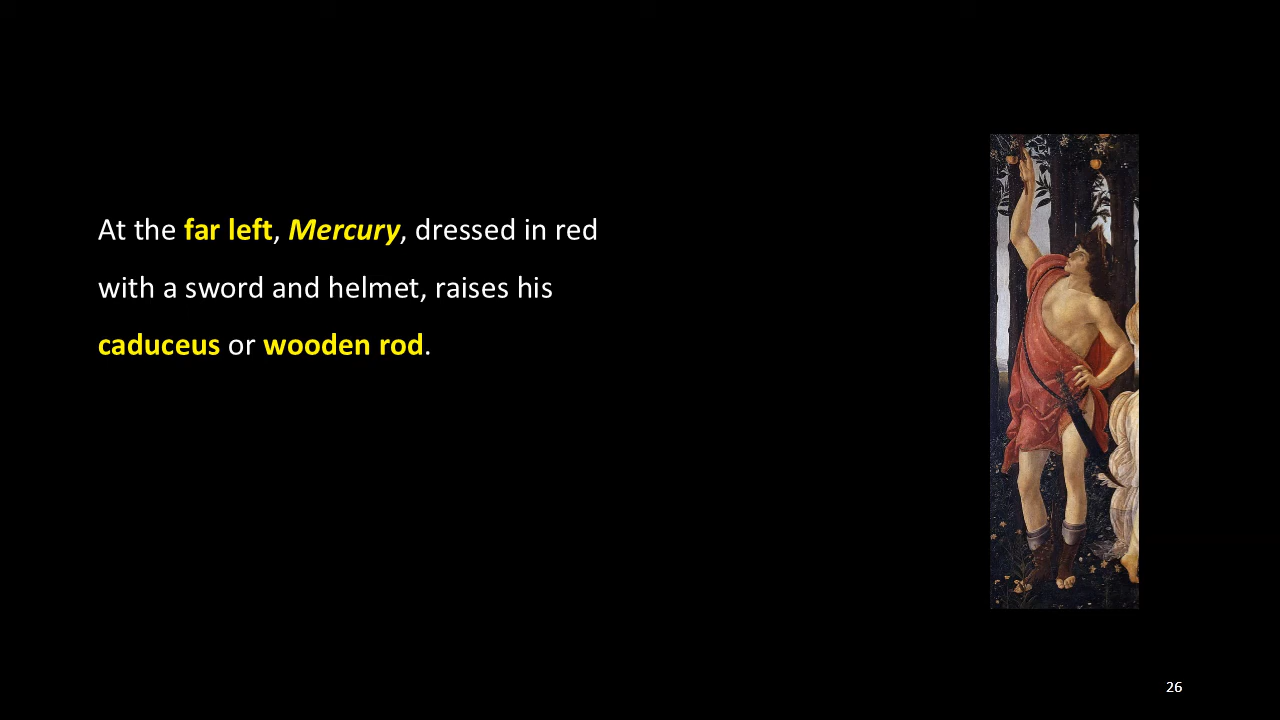 At the far left, Mercury, dressed in red
with a sword and helmet, raises his
caduceus or wooden rod.
26